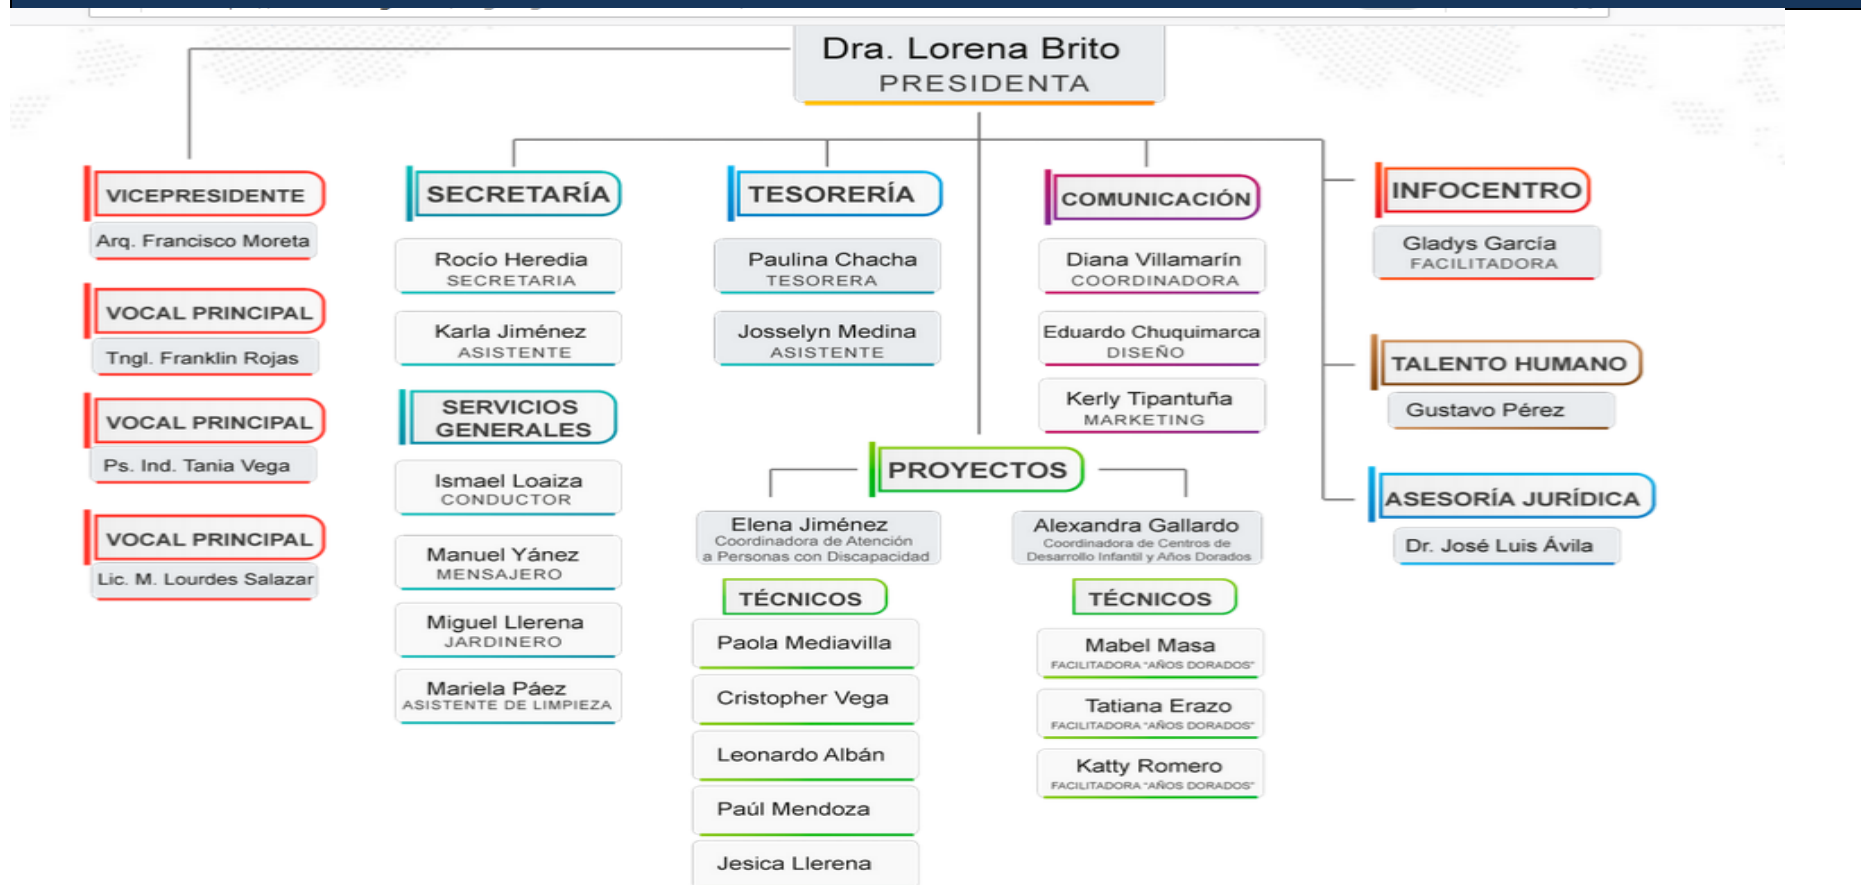 Dra. Lorena Brito
PRESIDENTA
VICEPRESIDENTE
Arq. Francisco Moreta
VOCAL PRINCIPAL
Tngl. Franklin Rojas
VOCAL PRINCIPAL
Ps. Ind. Tania Vega
VOCAL PRINCIPAL
Lic. M. Lourdes Salazar
SECRETARÍA
Rocío Heredia
SECRETARIA
Karla Jiménez
ASISTENTE
SERVICIOS
GENERALES
Ismael Loaiza
CONDUCTOR
Manuel Yánez
MENSAJERO
Miguel Llerena
JARDINERO
Mariela Páez
ASISTENTE DE LIMPIEZA
TESORERÍA
Paulina Chacha
TESORERA
Josselyn Medina
ASISTENTE
COMUNICACIÓN
Diana Villamarín
COORDINADORA
Eduardo Chuquimarca
DISEÑO
Kerly Tipantuña
MARKETING
PROYECTOS
Elena Jiménez
Coordinadora de Atención
a Personas con Discapacidad
TÉCNICOS
Paola Mediavilla
Cristopher Vega
Leonardo Albán
Paúl Mendoza
Jesica Llerena
Alexandra Gallardo
Coordinadora de Centros de
Desarrollo Infantil y Años Dorados
TÉCNICOS
Mabel Masa
FACILITADORA "AÑOS DORADOS"
Tatiana Erazo
FACILITADORA "AÑOS DORADOS"
Katty Romero
FACILITADORA "AÑOS DORADOS"
INFOCENTRO
Gladys García
FACILITADORA
TALENTO HUMANO
Gustavo Pérez
ASESORÍA JURÍDICA
Dr. José Luis Ávila